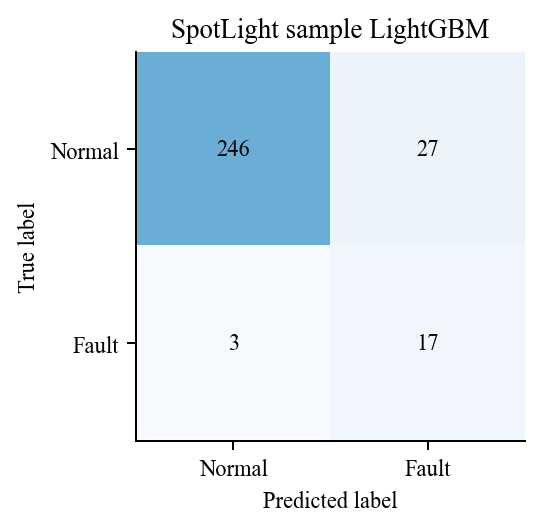 SpotLight sample LightGBM
Normal
246
27
True label
Fault
3
17
Normal
Fault
Predicted label